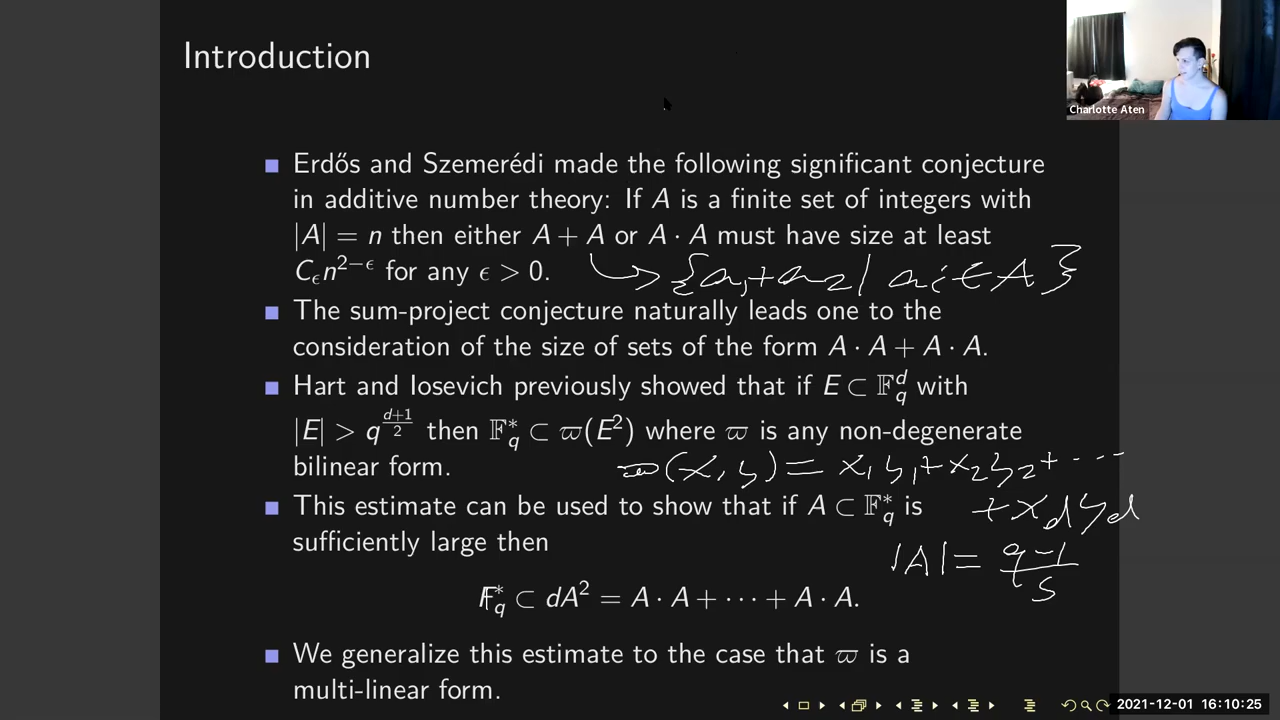 Introduction
Charlotte Aten
■ Erdős and Szemerédi made the following significant conjecture
in additive number theory: If A is a finite set of integers with
|A| = n then either A + A or A · A must have size at least
C_ϵ n^{2−ϵ} for any ϵ > 0.
↪ {a₁+a₂ | aᵢ ∈ A}
■ The sum-project conjecture naturally leads one to the
consideration of the size of sets of the form A · A + A · A.
■ Hart and Iosevich previously showed that if E ⊂ 𝔽_q^d with
|E| > q^{\frac{d+1}{2}} then 𝔽_q^* ⊂ ϖ(E²) where ϖ is any non-degenerate
bilinear form.
ϖ(x,y) = x₁y₁+x₂y₂+····
+x_d y_d
■ This estimate can be used to show that if A ⊂ 𝔽_q^* is
sufficiently large then
|A| = \frac{q-1}{s}
𝔽_q^* ⊂ dA² = A · A + ··· + A · A.
■ We generalize this estimate to the case that ϖ is a
multi-linear form.
2021-12-01 16:10:25